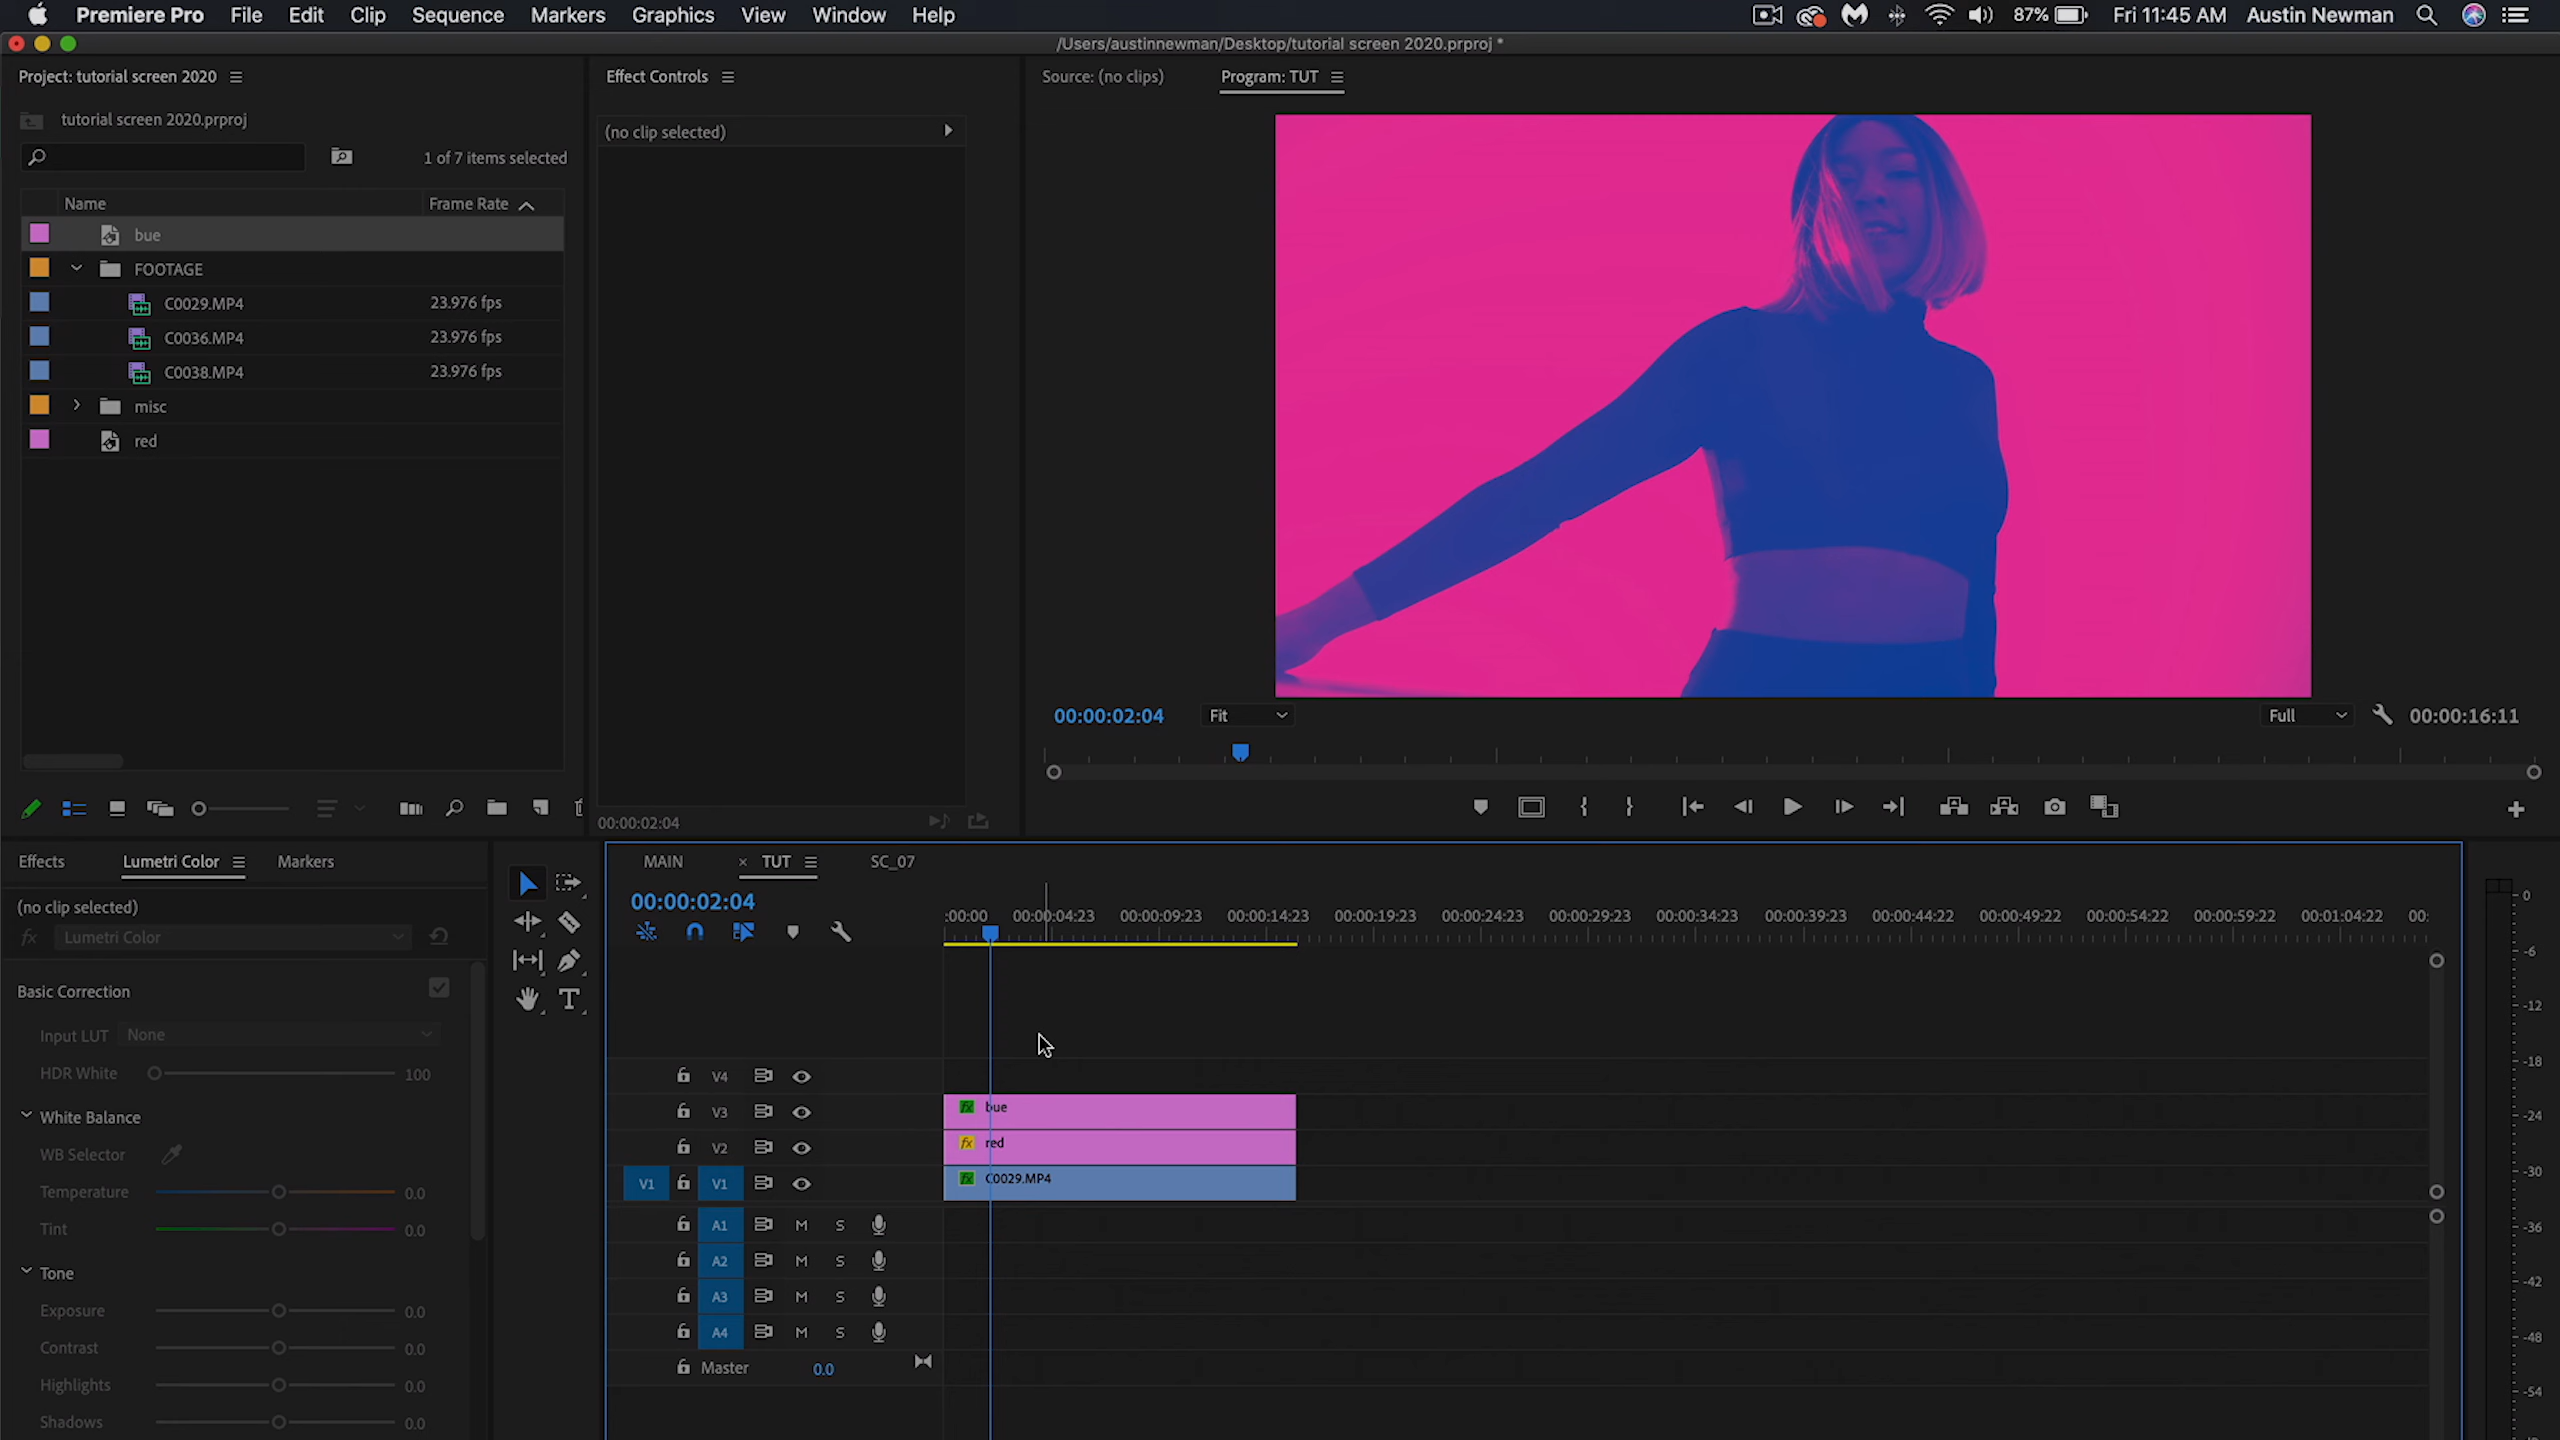 Premiere Pro File Edit Clip Sequence Markers Graphics View Window Help 87% Fri 11:45 AM Austin Newman
/Users/austinnewman/Desktop/tutorial screen 2020.prproj *
Project: tutorial screen 2020
tutorial screen 2020.prproj
1 of 7 items selected
Name Frame Rate
bue
FOOTAGE
C0029.MP4 23.976 fps
C0036.MP4 23.976 fps
C0038.MP4 23.976 fps
misc
red
Effect Controls
(no clip selected)
00:00:02:04
Source: (no clips) Program: TUT
00:00:02:04 Fit Full 00:00:16:11
Effects Lumetri Color Markers
(no clip selected)
fx Lumetri Color
Basic Correction
Input LUT None
HDR White 100
White Balance
WB Selector
Temperature 0.0
Tint 0.0
Tone
Exposure 0.0
Contrast 0.0
Highlights 0.0
Shadows 0.0
MAIN × TUT SC_07
00:00:02:04
:00:00 00:00:04:23 00:00:09:23 00:00:14:23 00:00:19:23 00:00:24:23 00:00:29:23 00:00:34:23 00:00:39:23 00:00:44:22 00:00:49:22 00:00:54:22 00:00:59:22 00:01:04:22 00:
V4
V3 fx bue
V2 fx red
V1 V1 fx C0029.MP4
A1 M S
A2 M S
A3 M S
A4 M S
Master 0.0
0
-6
-12
-18
-24
-30
-36
-42
-48
-54